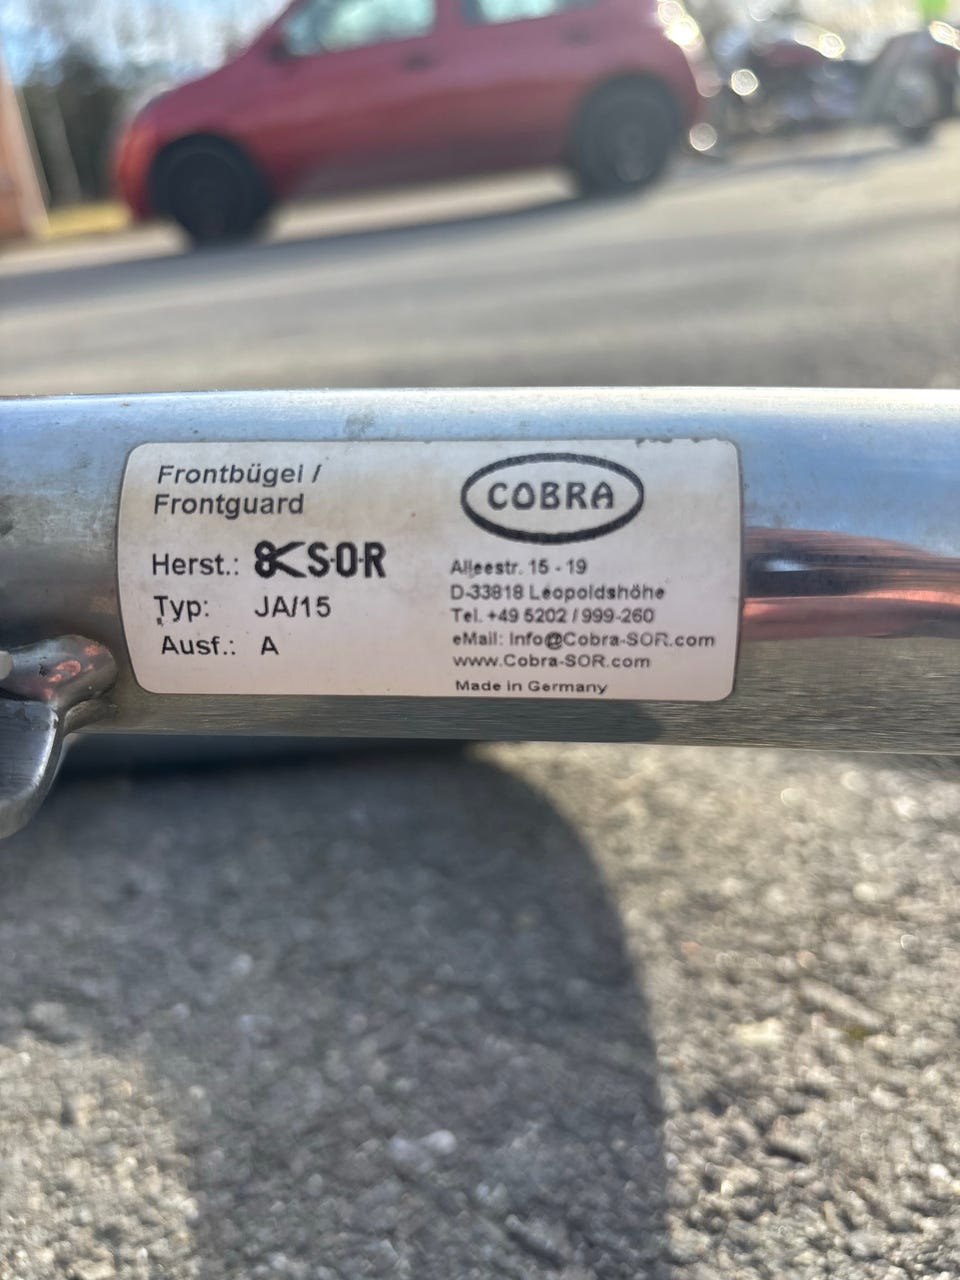 Frontbügel /
Frontguard
Herst.: S·O·R
Typ: JA/15
Ausf.: A
COBRA
Alleestr. 15 - 19
D-33818 Leopoldshöhe
Tel. +49 5202 / 999-260
eMail: Info@Cobra-SOR.com
www.Cobra-SOR.com
Made in Germany